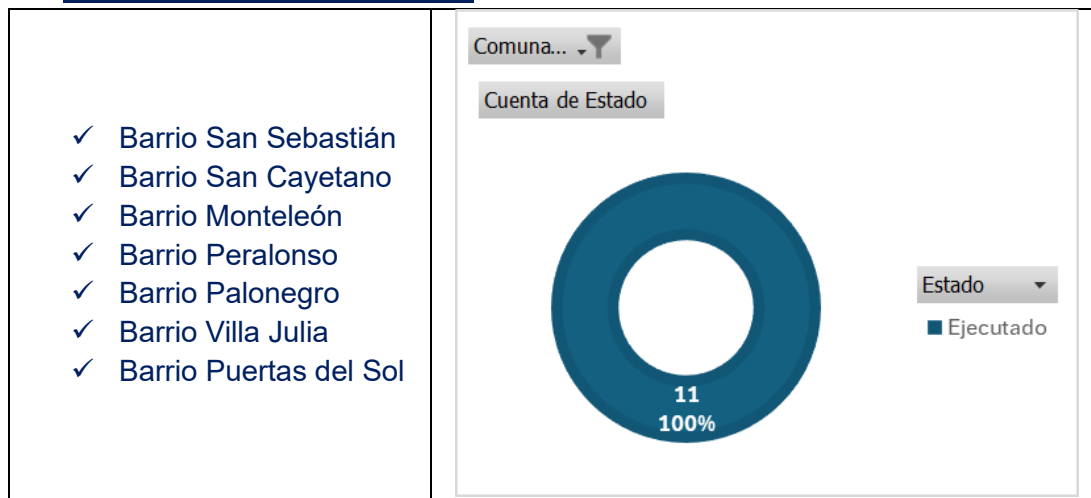 ✓ Barrio San Sebastián
✓ Barrio San Cayetano
✓ Barrio Monteleón
✓ Barrio Peralonso
✓ Barrio Palonegro
✓ Barrio Villa Julia
✓ Barrio Puertas del Sol
Comuna...
Cuenta de Estado
11
100%
Estado
Ejecutado